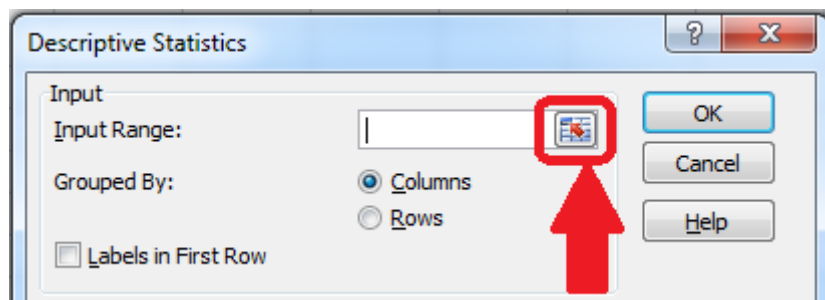 Descriptive Statistics
?
X
Input
Input Range:
OK
Grouped By:
Columns
Cancel
Rows
Help
Labels in First Row